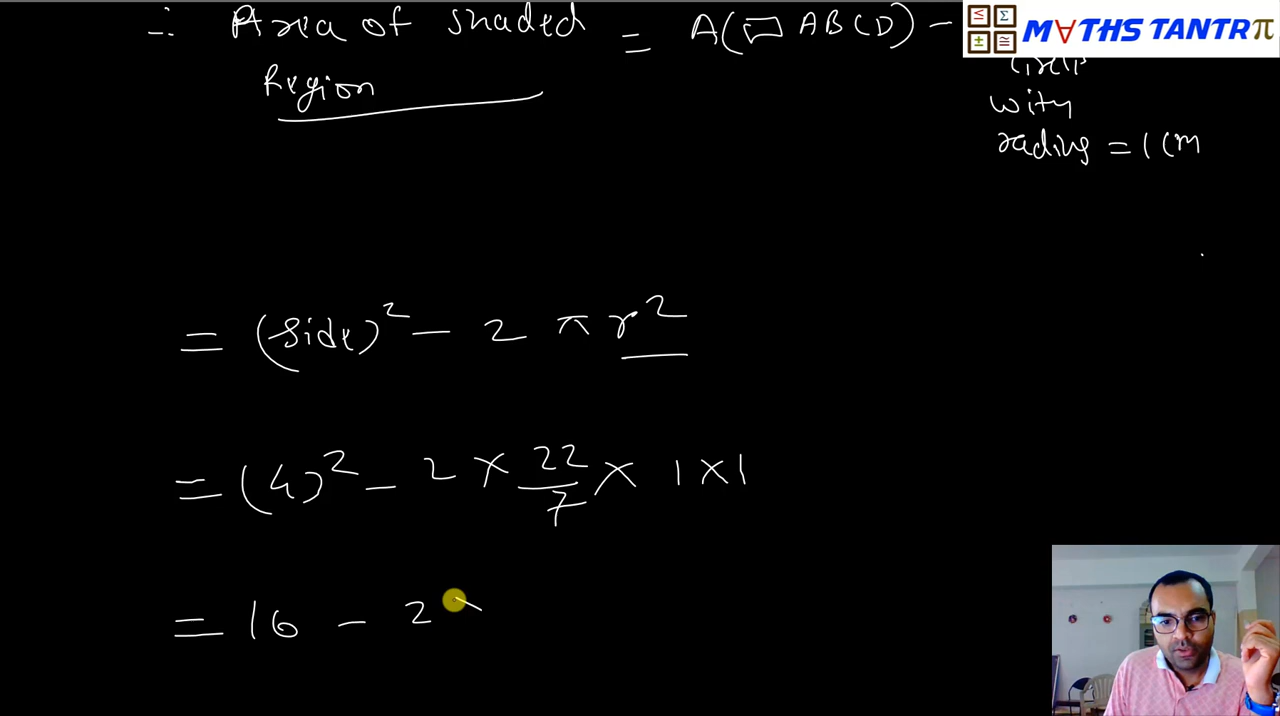 ∴ Area of shaded = A(▭ ABCD) -
Region
MATHS TANTRπ
≤ Σ
± ≅
with
radius = 1 cm
= (side)² - 2 π r²
= (4)² - 2 × 22/7 × 1 × 1
= 16 - 2